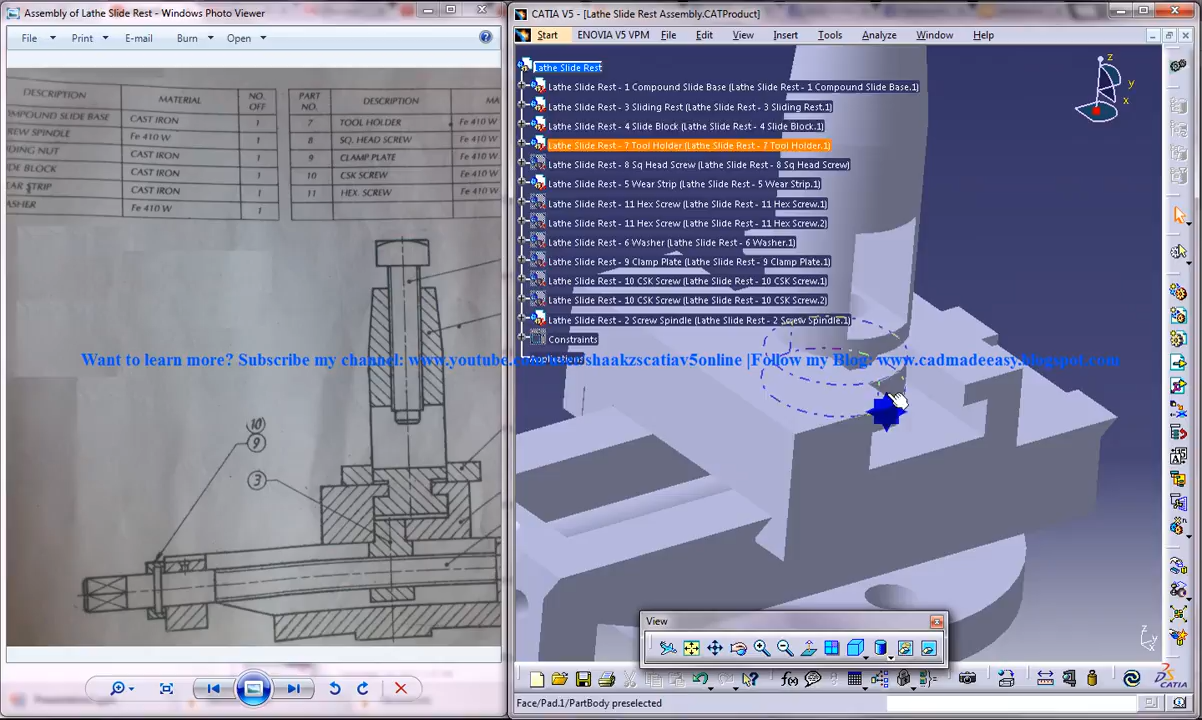 Assembly of Lathe Slide Rest - Windows Photo Viewer
File Print E-mail Burn Open
DESCRIPTION MATERIAL NO. OFF PART NO. DESCRIPTION
COMPOUND SLIDE BASE CAST IRON 1 7 TOOL HOLDER Fe 410 W
REW SPINDLE Fe 410 W 1 8 SQ. HEAD SCREW Fe 410 W
DING NUT CAST IRON 1 9 CLAMP PLATE Fe 410 W
DE BLOCK CAST IRON 1 10 CSK SCREW Fe 410 W
EAR STRIP CAST IRON 1 11 HEX. SCREW Fe 410 W
ASHER Fe 410 W 1
10
9
3
CATIA V5 - [Lathe Slide Rest Assembly.CATProduct]
Start ENOVIA V5 VPM File Edit View Insert Tools Analyze Window Help
Lathe Slide Rest
Lathe Slide Rest - 1 Compound Slide Base (Lathe Slide Rest - 1 Compound Slide Base.1)
Lathe Slide Rest - 3 Sliding Rest (Lathe Slide Rest - 3 Sliding Rest.1)
Lathe Slide Rest - 4 Slide Block (Lathe Slide Rest - 4 Slide Block.1)
Lathe Slide Rest - 7 Tool Holder (Lathe Slide Rest - 7 Tool Holder.1)
Lathe Slide Rest - 8 Sq Head Screw (Lathe Slide Rest - 8 Sq Head Screw)
Lathe Slide Rest - 5 Wear Strip (Lathe Slide Rest - 5 Wear Strip.1)
Lathe Slide Rest - 11 Hex Screw (Lathe Slide Rest - 11 Hex Screw.1)
Lathe Slide Rest - 11 Hex Screw (Lathe Slide Rest - 11 Hex Screw.2)
Lathe Slide Rest - 6 Washer (Lathe Slide Rest - 6 Washer.1)
Lathe Slide Rest - 9 Clamp Plate (Lathe Slide Rest - 9 Clamp Plate.1)
Lathe Slide Rest - 10 CSK Screw (Lathe Slide Rest - 10 CSK Screw.1)
Lathe Slide Rest - 10 CSK Screw (Lathe Slide Rest - 10 CSK Screw.2)
Lathe Slide Rest - 2 Screw Spindle (Lathe Slide Rest - 2 Screw Spindle.1)
Constraints
Applications
z
y
x
Want to learn more? Subscribe my channel: www.youtube.com/ |Follow my Blog: www.cadmadeeasy.blogspot.com
View
z
y
CATIA
Face/Pad.1/PartBody preselected